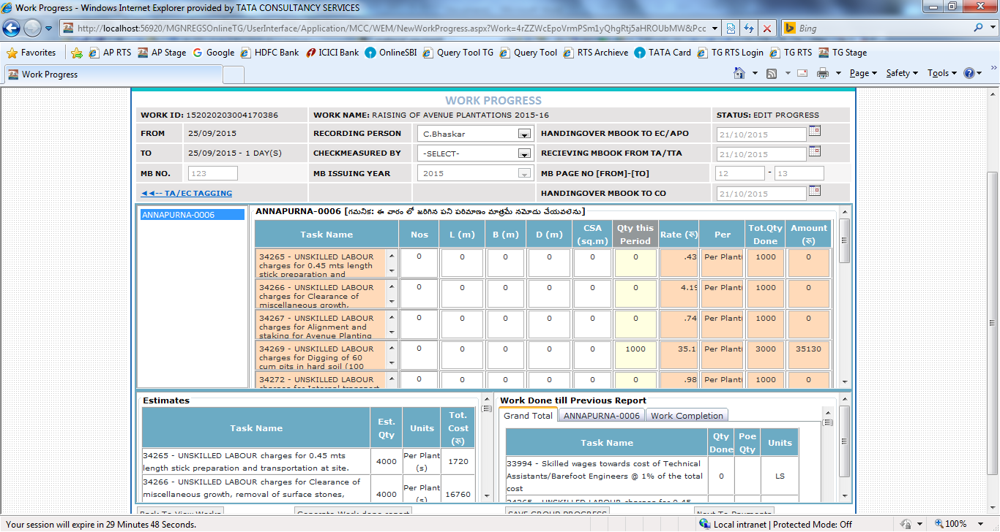 Work Progress - Windows Internet Explorer provided by TATA CONSULTANCY SERVICES
http://localhost:56920/MGNREGSOnlineTG/UserInterface/Application/MCC/WEM/NewWorkProgress.aspx?Work=4rZZWcEpoVrmPSm1yQhgRtj5aHROUbMW&Pcc
Bing
Favorites AP RTS AP Stage Google HDFC Bank ICICI Bank OnlineSBI Query Tool TG Query Tool RTS Archieve TATA Card TG RTS Login TG RTS TG Stage
Work Progress
Page Safety Tools
WORK PROGRESS
WORK ID: 152020203004170386 WORK NAME: RAISING OF AVENUE PLANTATIONS 2015-16 STATUS: EDIT PROGRESS
FROM 25/09/2015 RECORDING PERSON C.Bhaskar HANDINGOVER MBOOK TO EC/APO 21/10/2015
TO 25/09/2015 - 1 DAY(S) CHECKMEASURED BY -SELECT- RECIEVING MBOOK FROM TA/TTA 21/10/2015
MB NO. 123 MB ISSUING YEAR 2015 MB PAGE NO [FROM]-[TO] 12 - 13
◄◄-- TA/EC TAGGING HANDINGOVER MBOOK TO CO 21/10/2015
ANNAPURNA-0006
ANNAPURNA-0006 [గమనిక: ఈ వారం లో జరిగిన పని పరిమాణం మాత్రమే నమోదు చేయవలెను]
Task Name Nos L (m) B (m) D (m) CSA (sq.m) Qty this Period Rate (रु) Per Tot.Qty Done Amount (रु)
34265 - UNSKILLED LABOUR 0 0 0 0 0 0 .43 Per Plant 1000 0
charges for 0.45 mts length
stick preparation and
34266 - UNSKILLED LABOUR 0 0 0 0 0 0 4.19 Per Plant 1000 0
charges for Clearance of
miscellaneous growth,
34267 - UNSKILLED LABOUR 0 0 0 0 0 0 .74 Per Plant 1000 0
charges for Alignment and
staking for Avenue Planting
34269 - UNSKILLED LABOUR 0 0 0 0 0 1000 35.1 Per Plant 3000 35130
charges for Digging of 60
cum pits in hard soil (100
34272 - UNSKILLED LABOUR 0 0 0 0 0 0 .98 Per Plant 1000 0
charges for Internal transport
Estimates
Task Name Est. Qty Units Tot. Cost (रु)
34265 - UNSKILLED LABOUR charges for 0.45 mts
length stick preparation and transportation at site. 4000 Per Plant (s) 1720
34266 - UNSKILLED LABOUR charges for Clearance of
miscellaneous growth, removal of surface stones, 4000 Per Plant (s) 16760
Work Done till Previous Report
Grand Total ANNAPURNA-0006 Work Completion
Task Name Qty Done Poe Qty Units
33994 - Skilled wages towards cost of Technical
Assistants/Barefoot Engineers @ 1% of the total 0 LS
cost
34265 - UNSKILLED LABOUR charges for 0.45
Back To View Works Generate Work done report SAVE GROUP PROGRESS Next To Payments
Your session will expire in 29 Minutes 48 Seconds. Local intranet | Protected Mode: Off 100%